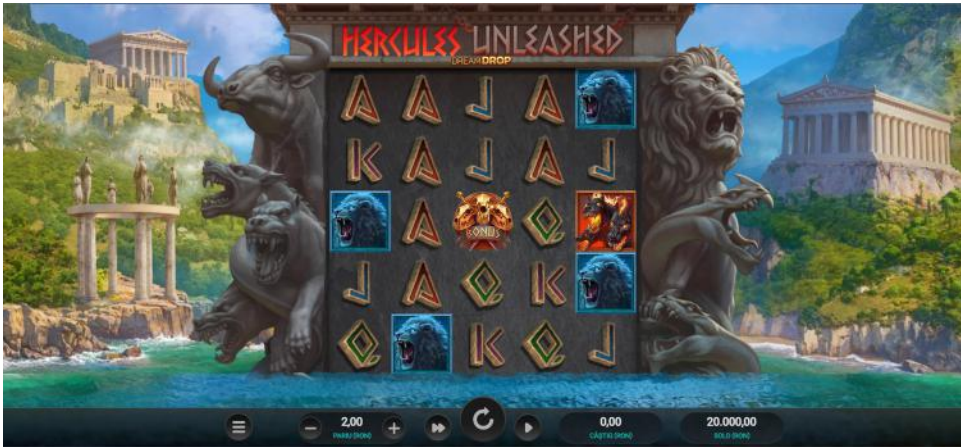 HERCULES UNLEASHED
DREAM DROP
A A J A
K A J A J
A BONUS Q
J A Q K
Q K Q J
2,00 0,00 20.000,00
PARIU (RON) CÂȘTIG (RON) SOLD (RON)